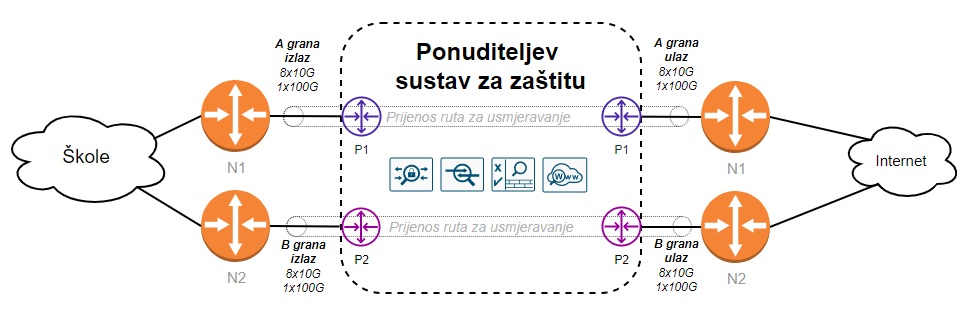 A grana
izlaz
8x10G
1x100G
Ponuditeljev
sustav za zaštitu
A grana
ulaz
8x10G
1x100G
Prijenos ruta za usmjeravanje
P1
P1
N1
N1
Škole
Internet
X
W
W W
Prijenos ruta za usmjeravanje
P2
P2
N2
N2
B grana
izlaz
8x10G
1x100G
B grana
ulaz
8x10G
1x100G